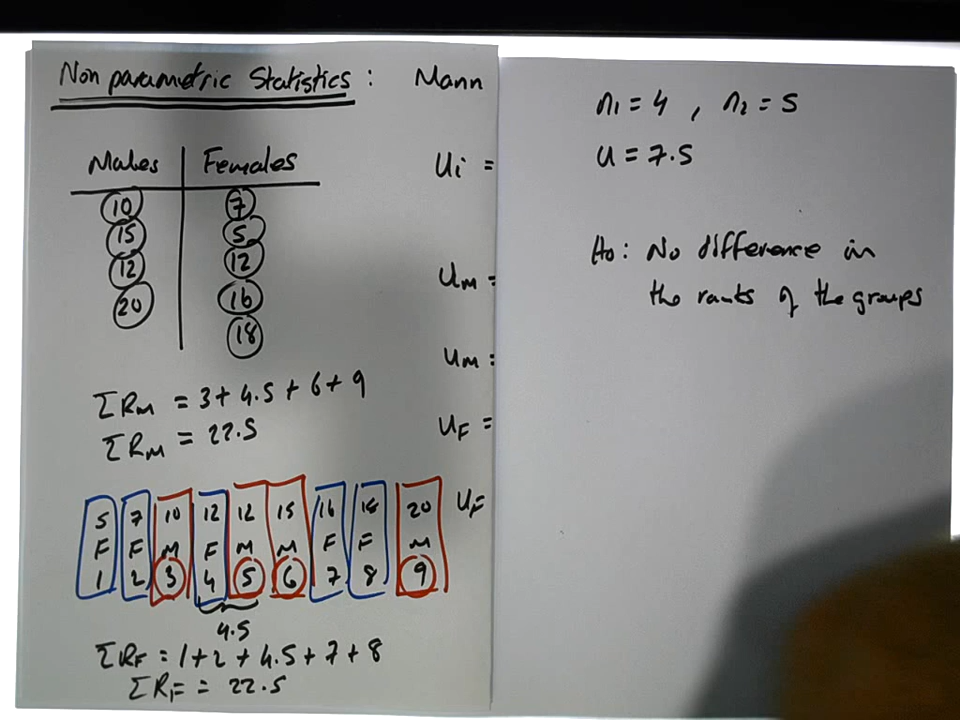 Non parametric Statistics : Mann
Males Females
10 7
15 5
12 12
20 16
18
ΣRM = 3 + 4.5 + 6 + 9
ΣRM = 22.5
5 7 10 12 12 15 16 18 20
F F M F M M F F M
1 2 3 4 5 6 7 8 9
4.5
ΣRF = 1 + 2 + 4.5 + 7 + 8
ΣRF = 22.5
Ui =
UM =
UM =
UF =
UF
n1 = 4 , n2 = 5
U = 7.5
Ho : No difference in
the ranks of the groups